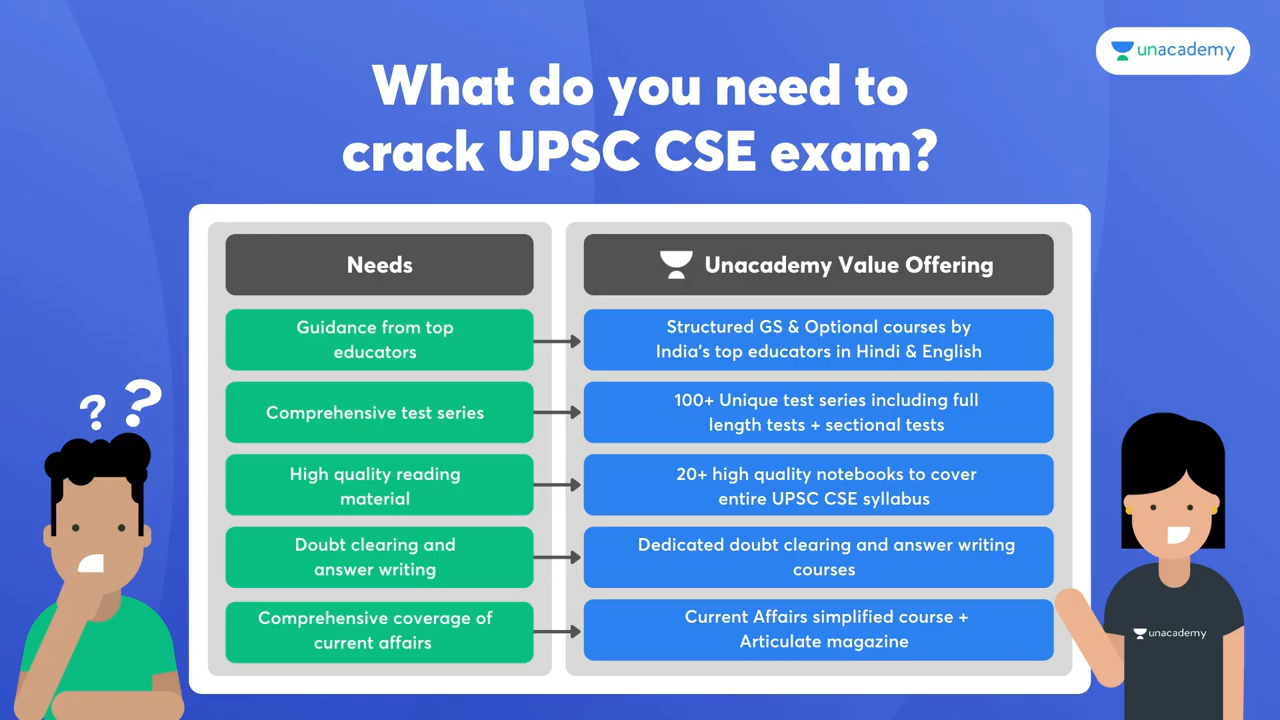 unacademy
What do you need to
crack UPSC CSE exam?
Needs
Unacademy Value Offering
Guidance from top
educators
Structured GS & Optional courses by
India's top educators in Hindi & English
Comprehensive test series
100+ Unique test series including full
length tests + sectional tests
High quality reading
material
20+ high quality notebooks to cover
entire UPSC CSE syllabus
Doubt clearing and
answer writing
Dedicated doubt clearing and answer writing
courses
Comprehensive coverage of
current affairs
Current Affairs simplified course +
Articulate magazine
? ?
unacademy